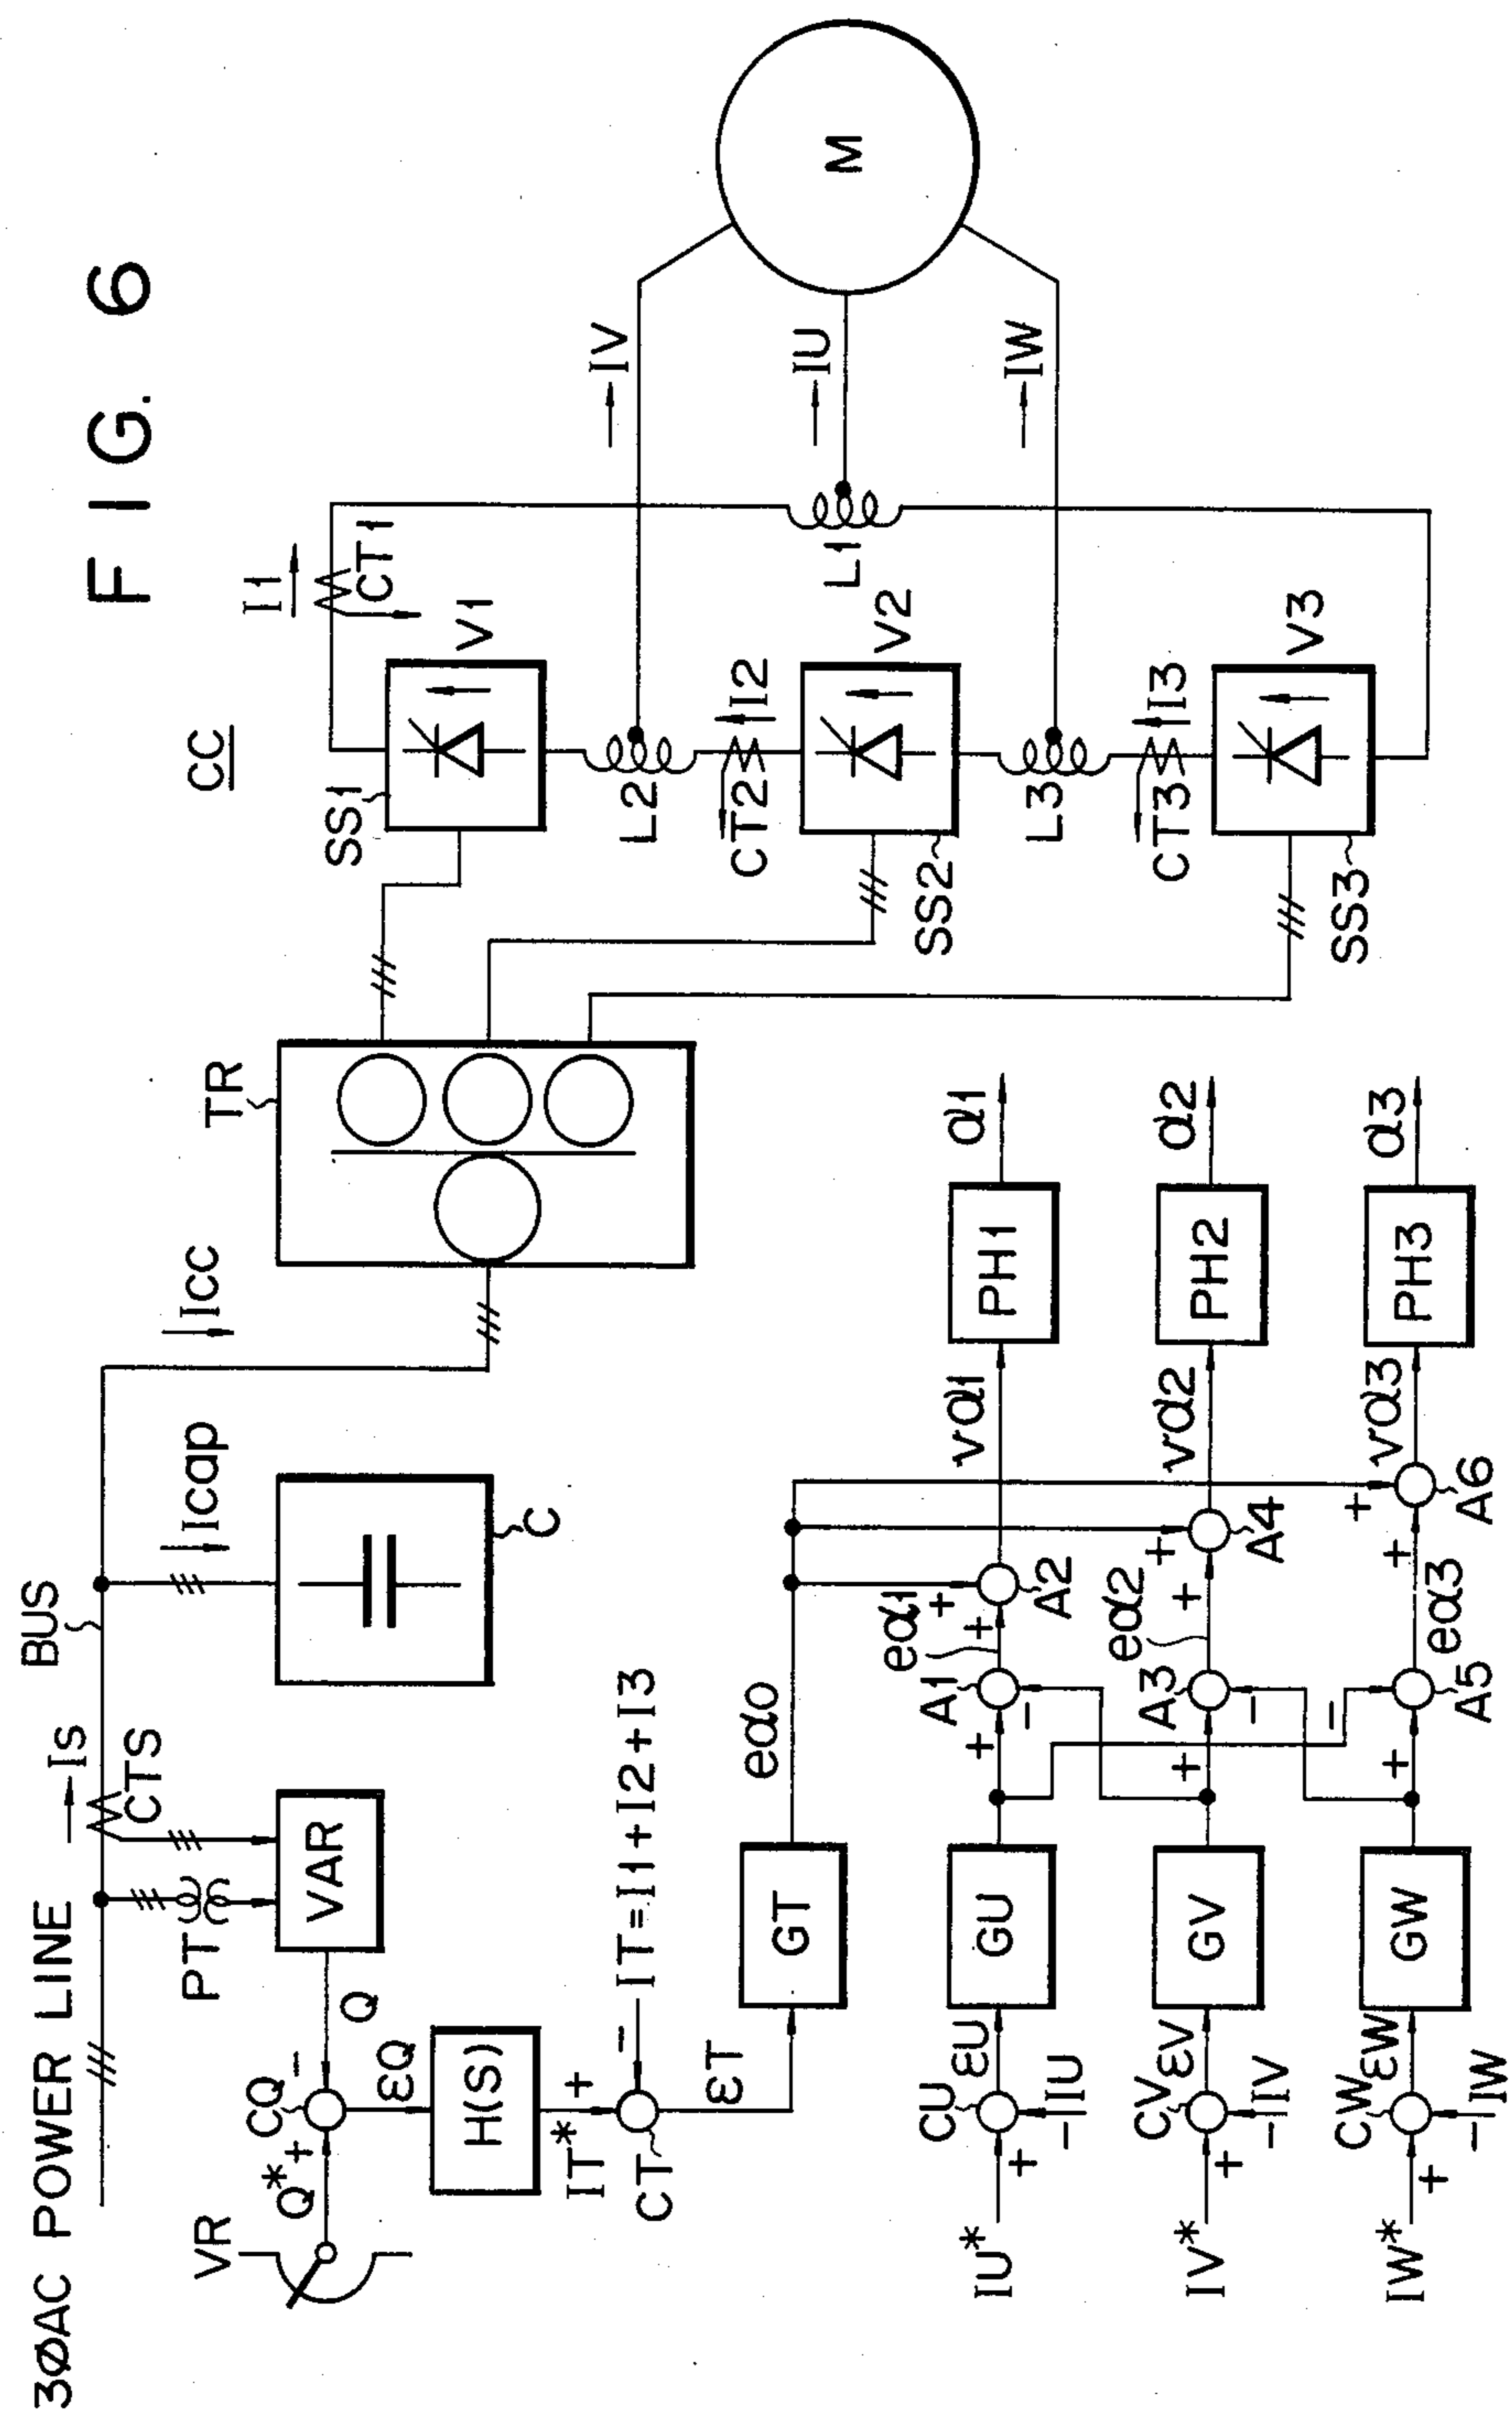 FIG. 6
3ØAC POWER LINE
BUS
Is
CTS
PT
VAR
Q
Icap
C
Icc
TR
CC
SS1
V1
I1
CT1
L2
CT2
I2
SS2
V2
L3
CT3
I3
SS3
V3
L1
IV
IU
IW
M
VR
Q*
+
CQ
-
εQ
H(S)
IT*
+
CT
-
IT=I1+I2+I3
εT
GT
eαo
IU*
+
CU
-IU
εU
GU
+
A1
-
eα1
+
+
A2
vα1
PH1
α1
IV*
+
CV
-IV
εV
GV
+
A3
-
eα2
+
+
A4
vα2
PH2
α2
IW*
+
CW
-IW
εW
GW
+
-
A5
eα3
+
+
A6
vα3
PH3
α3